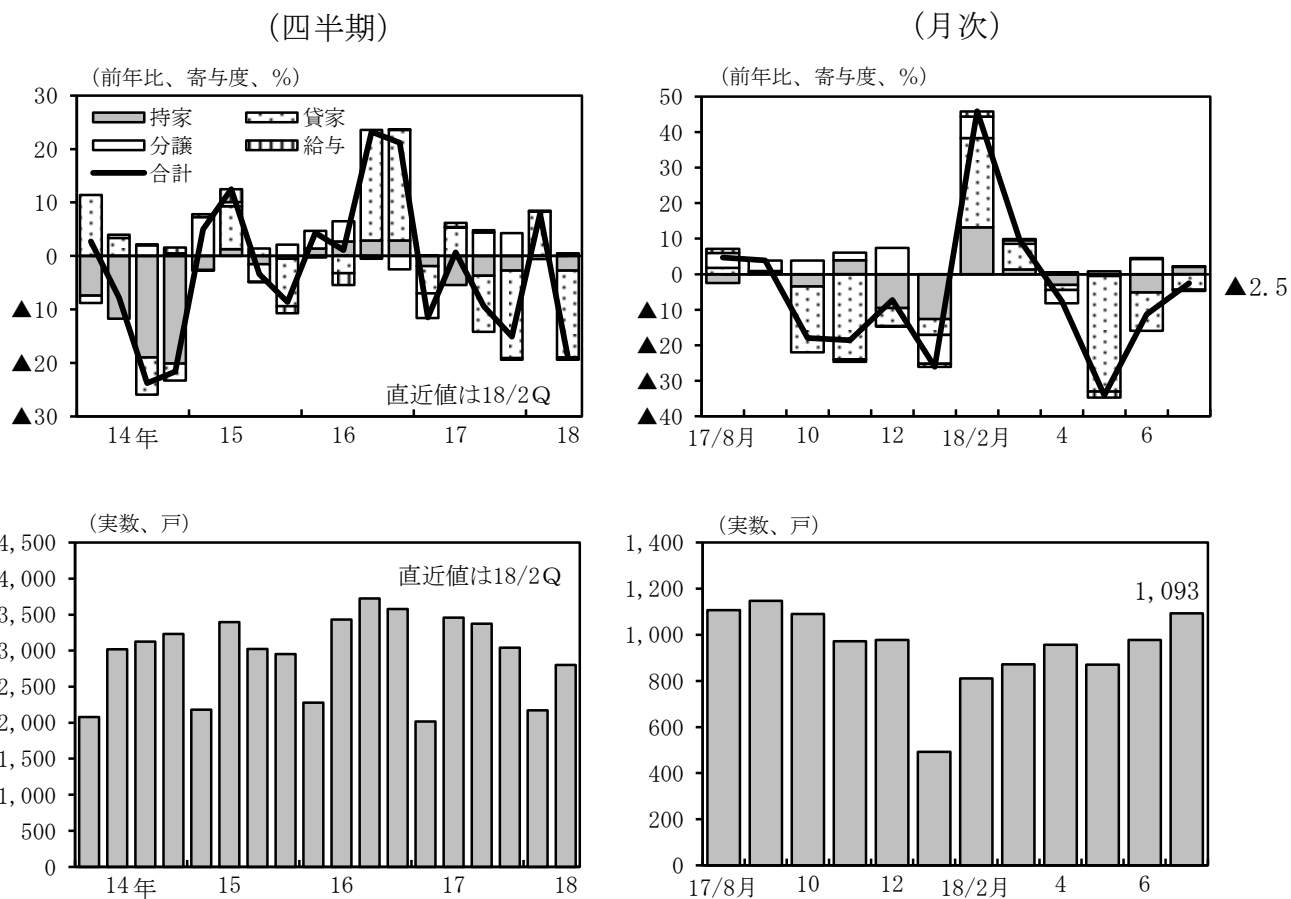 (四半期)
(前年比、寄与度、%)
持家
貸家
分譲
給与
合計
30
20
10
0
▲ 10
▲ 20
▲ 30
直近値は18/2Q
14年 15 16 17 18
(月次)
(前年比、寄与度、%)
50
40
30
20
10
0
▲ 10
▲ 20
▲ 30
▲ 40
▲2.5
17/8月 10 12 18/2月 4 6
(実数、戸)
4,500
4,000
3,500
3,000
2,500
2,000
1,500
1,000
500
0
直近値は18/2Q
14年 15 16 17 18
(実数、戸)
1,400
1,200
1,000
800
600
400
200
0
1,093
17/8月 10 12 18/2月 4 6